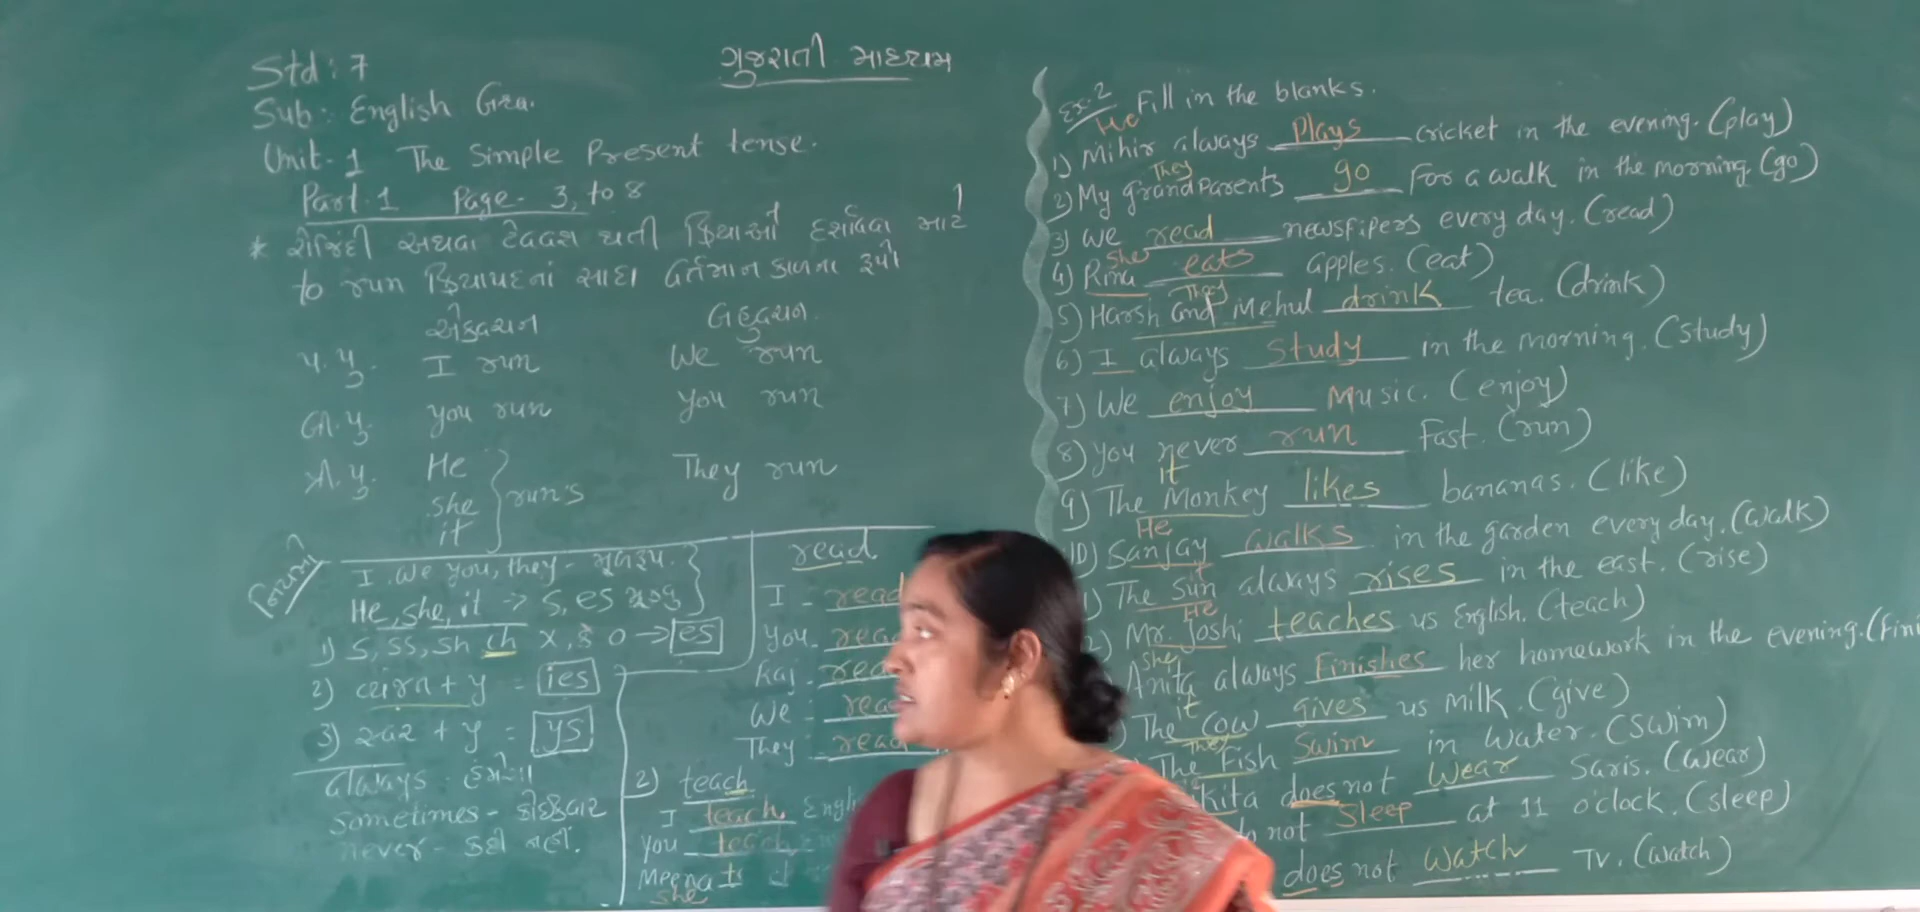 Std: 7
ગુજરાતી માધ્યમ
Sub: English Gra.
Unit. 1 The Simple Present tense.
Part. 1 Page - 3, to 8
* રોજિંદી અથવા ટેવવશ થતી ક્રિયાઓ દર્શાવવા માટે
to run ક્રિયાપદનાં સાદા વર્તમાન કાળના રૂપો
એકવચન બહુવચન
પ.પુ. I run We run
બી.પુ. you run you run
ત્રી.પુ. He They run
she run's
it
નિયમો
I. we you, they - મૂળરૂપ.
He, she, it → s, es
1) s, ss, sh ch x, z o → es
2) વ્યંજન + y = ies
3) સ્વર + y = ys
always - હંમેશા
sometimes - કોઈકવાર
never - કદી નહીં.
read
I - read
you - read
Raj -
We -
They - read
2) teach
I teach
you teach
Meena
she
Ex. 2 Fill in the blanks.
He
1) Mihir always Plays cricket in the evening. (play)
They
2) My grandparents go For a walk in the morning. (go)
3) We read newsfipers every day. (read)
she
4) Rina eats apples. (eat)
They
5) Harsh and Mehul drink tea. (drink)
6) I always study in the morning. (study)
7) We enjoy Music. (enjoy)
8) you never run Fast. (run)
it
9) The Monkey likes bananas. (like)
He
10) Sanjay walks in the garden every day. (walk)
it
) The sun always rises in the east. (rise)
He
2) Mr. Joshi teaches us English. (teach)
she
Anita always Finishes her homework in the evening. (Fini
it
) The cow gives us milk. (give)
They
The Fish Swim in water. (swim)
kita does not Wear Saris. (wear)
not Sleep at 11 o'clock. (sleep)
does not Watch TV. (watch)